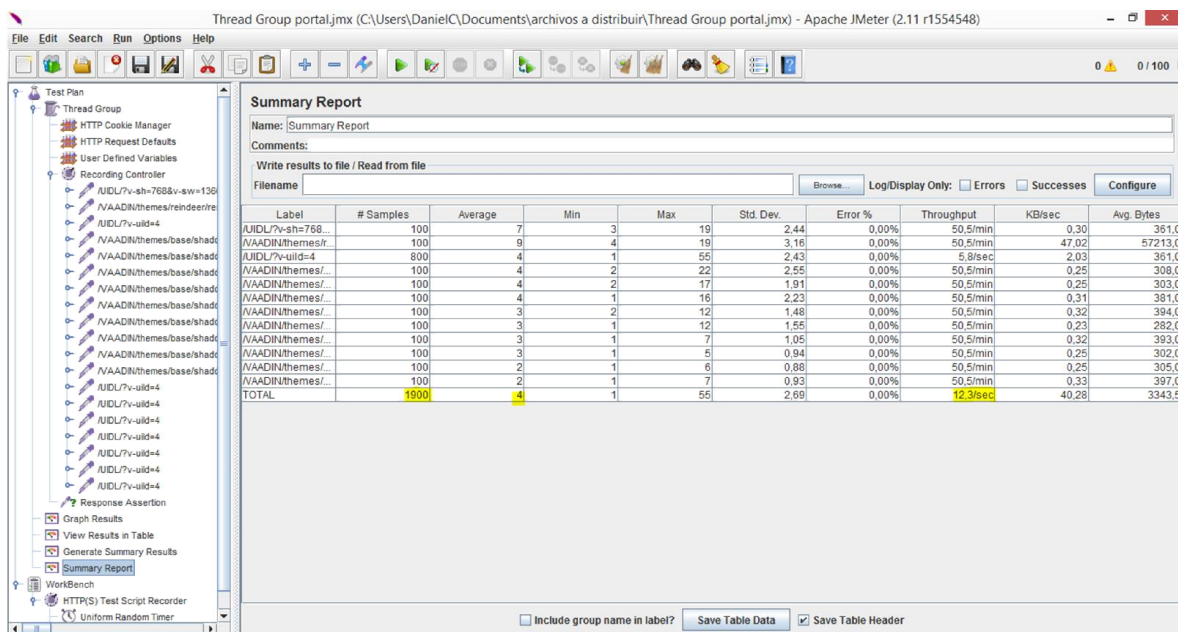 Thread Group portal.jmx (C:\Users\DanielC\Documents\archivos a distribuir\Thread Group portal.jmx) - Apache JMeter (2.11 r1554548)
File Edit Search Run Options Help
0 0 / 100
Test Plan
Thread Group
HTTP Cookie Manager
HTTP Request Defaults
User Defined Variables
Recording Controller
/UIDL/?v-sh=768&v-sw=136
/VAADIN/themes/reindeer/re
/UIDL/?v-uiId=4
/VAADIN/themes/base/shado
/VAADIN/themes/base/shado
/VAADIN/themes/base/shado
/VAADIN/themes/base/shado
/VAADIN/themes/base/shado
/VAADIN/themes/base/shado
/VAADIN/themes/base/shado
/VAADIN/themes/base/shado
/VAADIN/themes/base/shado
/UIDL/?v-uiId=4
/UIDL/?v-uiId=4
/UIDL/?v-uiId=4
/UIDL/?v-uiId=4
/UIDL/?v-uiId=4
/UIDL/?v-uiId=4
/UIDL/?v-uiId=4
Response Assertion
Graph Results
View Results in Table
Generate Summary Results
Summary Report
WorkBench
HTTP(S) Test Script Recorder
Uniform Random Timer
Summary Report
Name: Summary Report
Comments:
Write results to file / Read from file
Filename Browse... Log/Display Only: Errors Successes Configure
Label # Samples Average Min Max Std. Dev. Error % Throughput KB/sec Avg. Bytes
/UIDL/?v-sh=768... 100 7 3 19 2,44 0,00% 50,5/min 0,30 361,0
/VAADIN/themes/r... 100 9 4 19 3,16 0,00% 50,5/min 47,02 57213,0
/UIDL/?v-uiId=4 800 4 1 55 2,43 0,00% 5,8/sec 2,03 361,0
/VAADIN/themes/... 100 4 2 22 2,55 0,00% 50,5/min 0,25 308,0
/VAADIN/themes/... 100 4 2 17 1,91 0,00% 50,5/min 0,25 303,0
/VAADIN/themes/... 100 4 1 16 2,23 0,00% 50,5/min 0,31 381,0
/VAADIN/themes/... 100 3 2 12 1,48 0,00% 50,5/min 0,32 394,0
/VAADIN/themes/... 100 3 1 12 1,55 0,00% 50,5/min 0,23 282,0
/VAADIN/themes/... 100 3 1 7 1,05 0,00% 50,5/min 0,32 393,0
/VAADIN/themes/... 100 3 1 5 0,94 0,00% 50,5/min 0,25 302,0
/VAADIN/themes/... 100 2 1 6 0,88 0,00% 50,5/min 0,25 305,0
/VAADIN/themes/... 100 2 1 7 0,93 0,00% 50,5/min 0,33 397,0
TOTAL 1900 4 1 55 2,69 0,00% 12,3/sec 40,28 3343,5
Include group name in label? Save Table Data Save Table Header